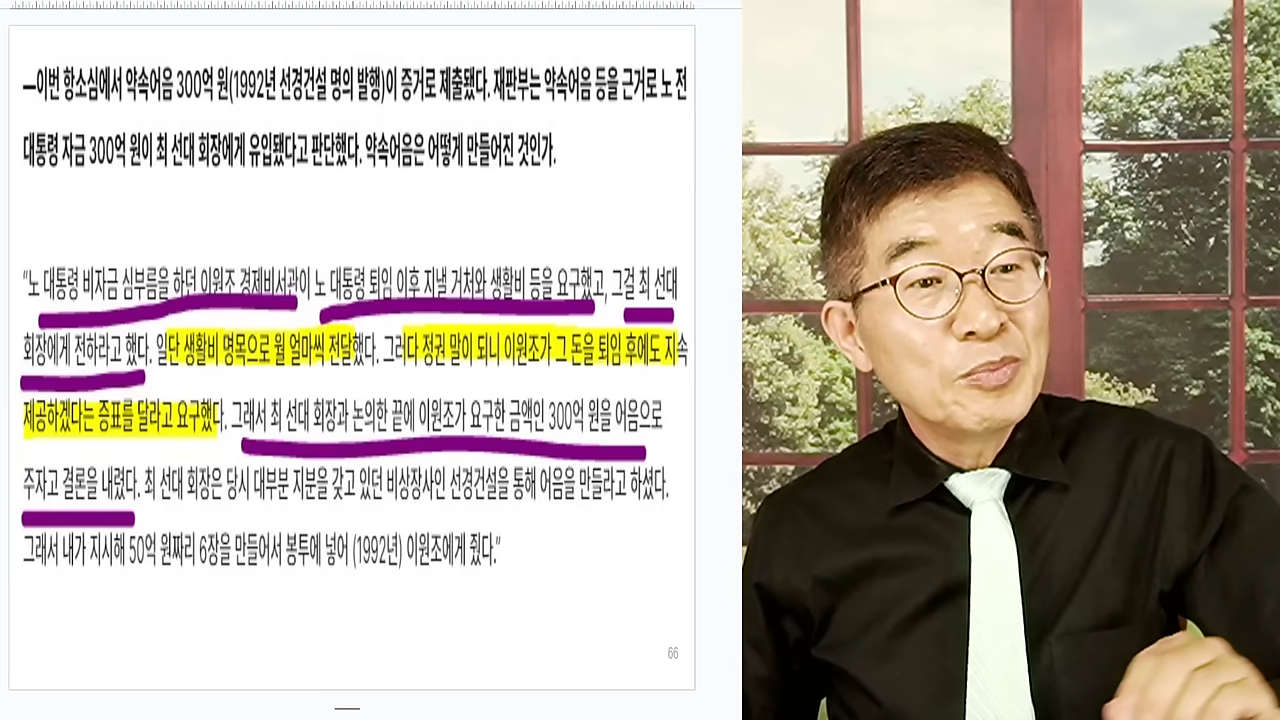 —이번 항소심에서 약속어음 300억 원(1992년 선경건설 명의 발행)이 증거로 제출됐다. 재판부는 약속어음 등을 근거로 노 전
대통령 자금 300억 원이 최 선대 회장에게 유입됐다고 판단했다. 약속어음은 어떻게 만들어진 것인가.
“노 대통령 비자금 심부름을 하던 이원조 경제비서관이 노 대통령 퇴임 이후 지낼 거처와 생활비 등을 요구했고, 그걸 최 선대
회장에게 전하라고 했다. 일단 생활비 명목으로 월 얼마씩 전달했다. 그러다 정권 말이 되니 이원조가 그 돈을 퇴임 후에도 지속
제공하겠다는 증표를 달라고 요구했다. 그래서 최 선대 회장과 논의한 끝에 이원조가 요구한 금액인 300억 원을 어음으로
주자고 결론을 내렸다. 최 선대 회장은 당시 대부분 지분을 갖고 있던 비상장사인 선경건설을 통해 어음을 만들라고 하셨다.
그래서 내가 지시해 50억 원짜리 6장을 만들어서 봉투에 넣어 (1992년) 이원조에게 줬다.”
66